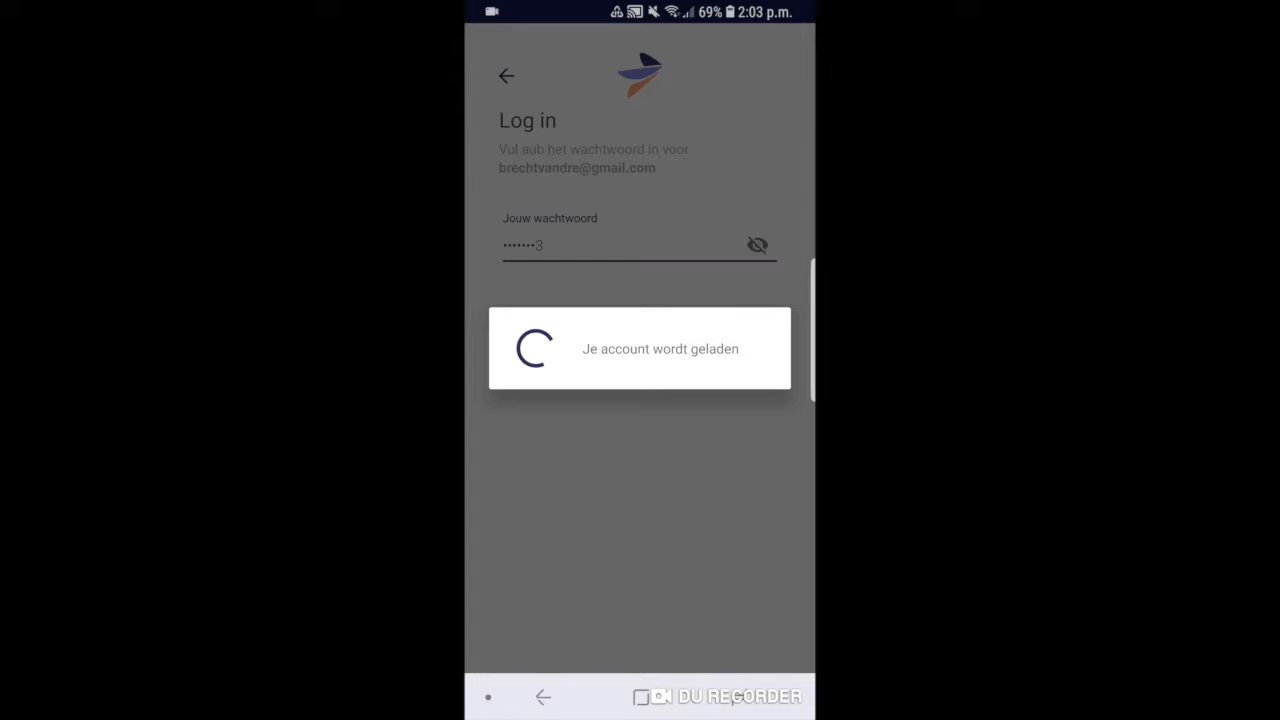 69% 2:03 p.m.
Log in
Vul aub het wachtwoord in voor
brechtvandre@gmail.com
Jouw wachtwoord
•••••••3
Je account wordt geladen
DU RECORDER